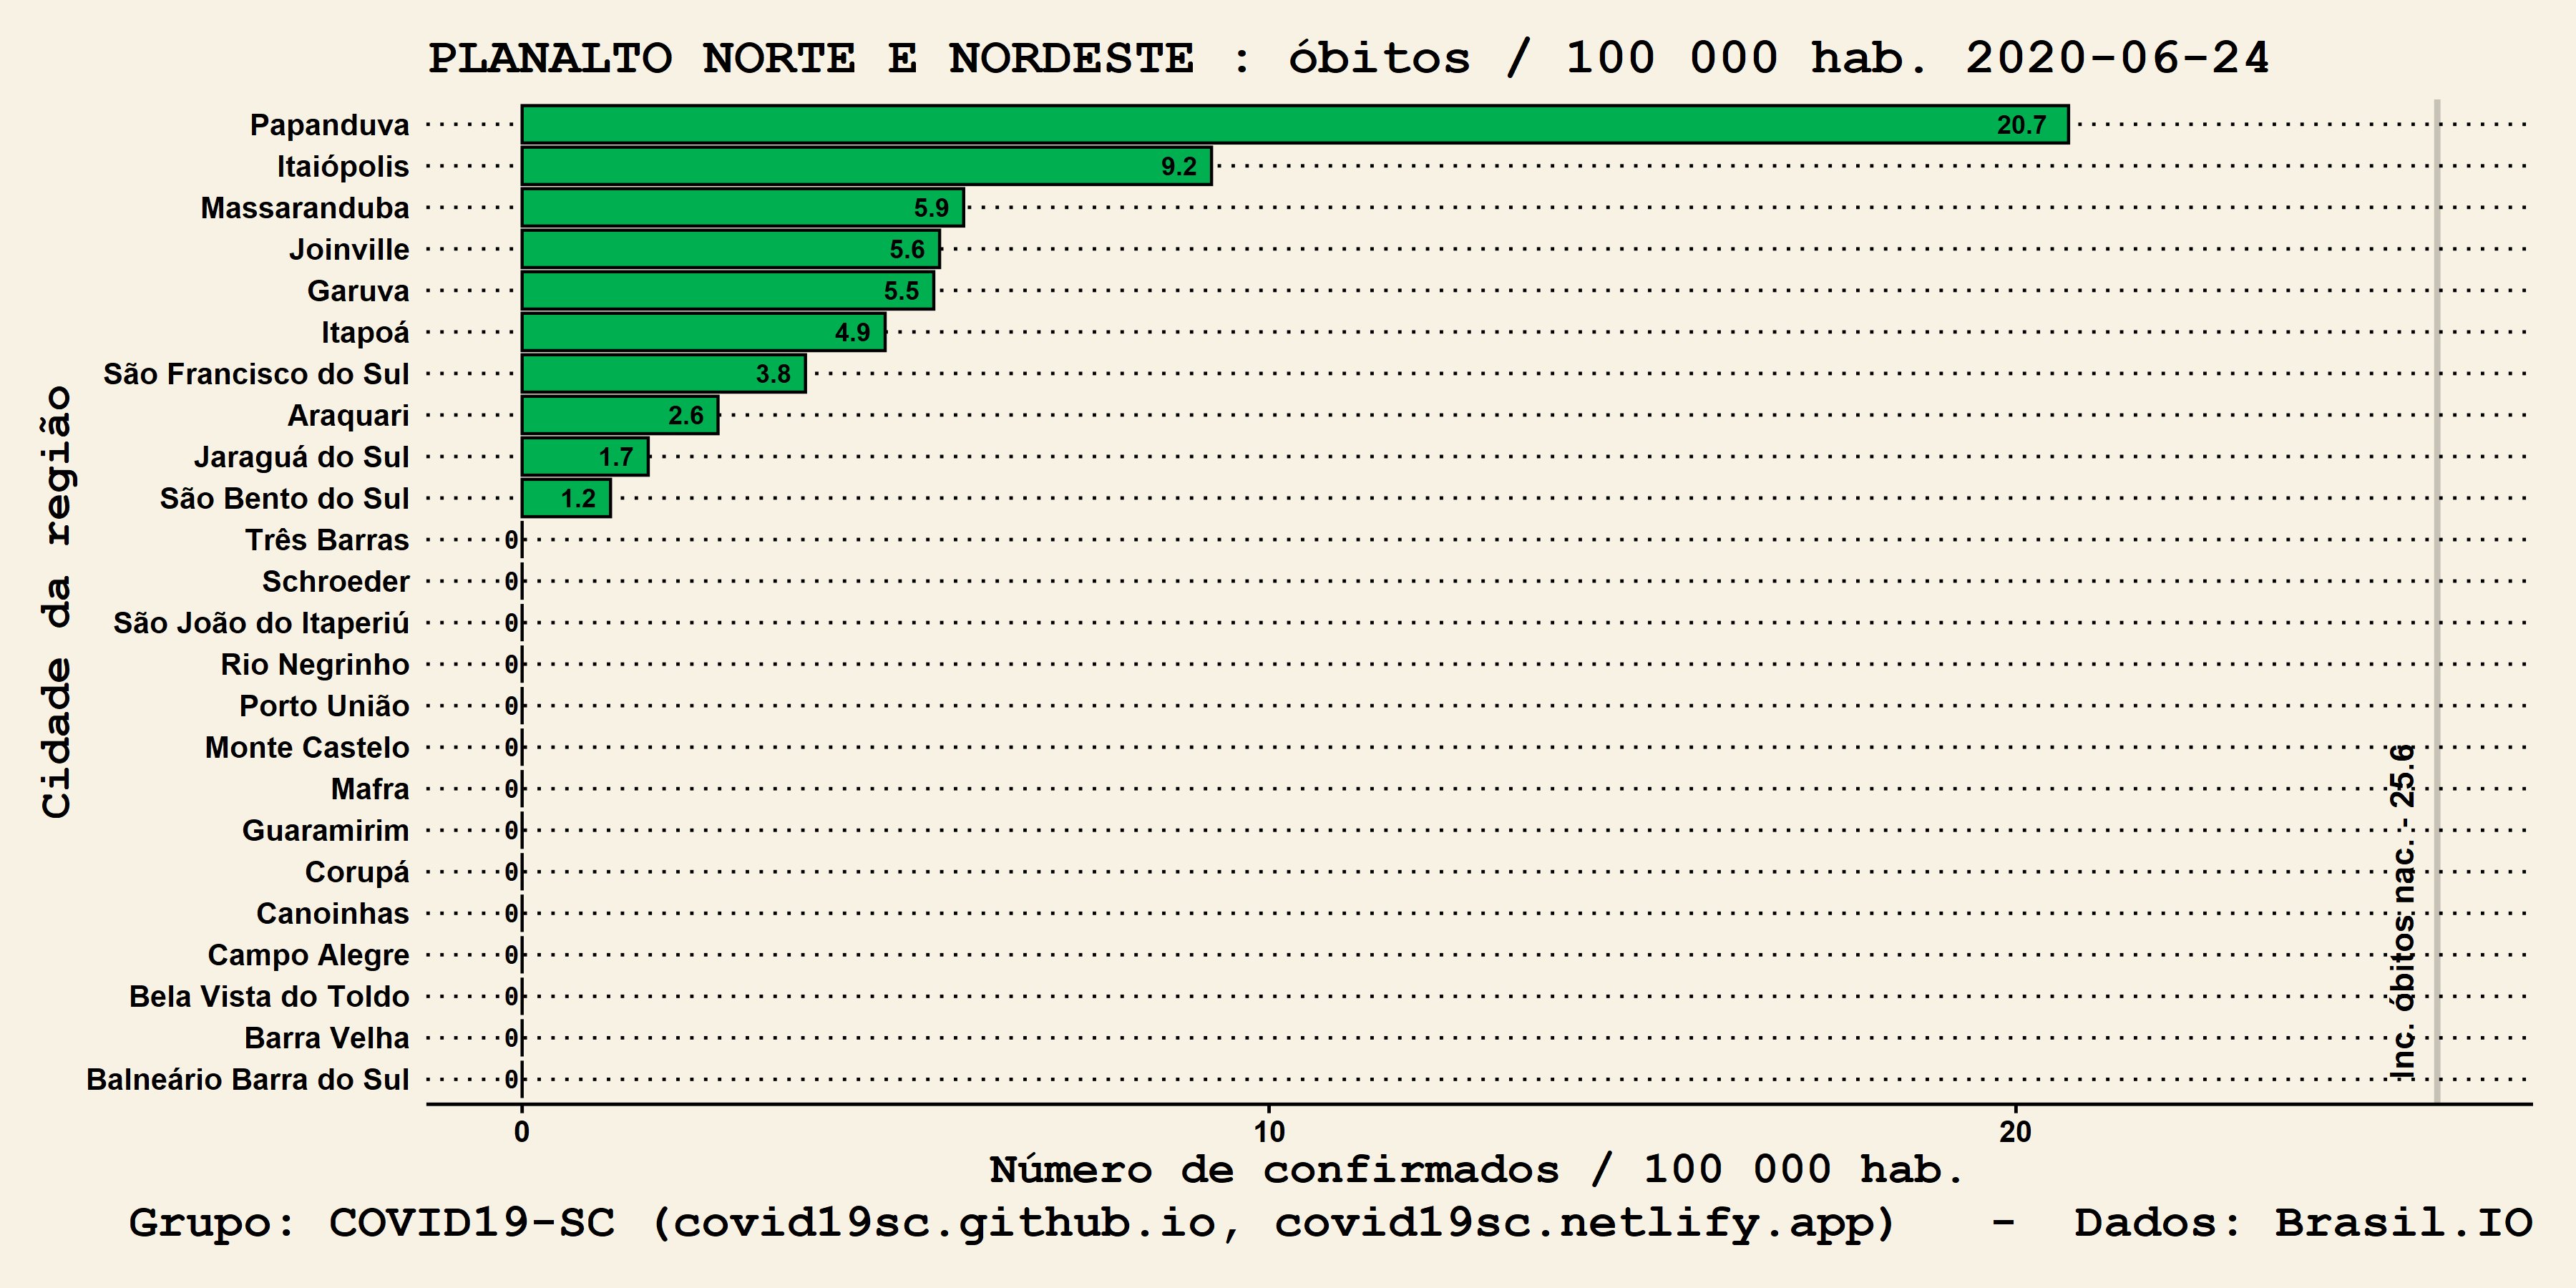 PLANALTO NORTE E NORDESTE : óbitos / 100 000 hab. 2020-06-24
Cidade da região
Papanduva 20.7
Itaiópolis 9.2
Massaranduba 5.9
Joinville 5.6
Garuva 5.5
Itapoá 4.9
São Francisco do Sul 3.8
Araquari 2.6
Jaraguá do Sul 1.7
São Bento do Sul 1.2
Três Barras 0
Schroeder 0
São João do Itaperiú 0
Rio Negrinho 0
Porto União 0
Monte Castelo 0
Mafra 0
Guaramirim 0
Corupá 0
Canoinhas 0
Campo Alegre 0
Bela Vista do Toldo 0
Barra Velha 0
Balneário Barra do Sul 0
Inc. óbitos nac. - 25.6
0 10 20
Número de confirmados / 100 000 hab.
Grupo: COVID19-SC (covid19sc.github.io, covid19sc.netlify.app) - Dados: Brasil.IO